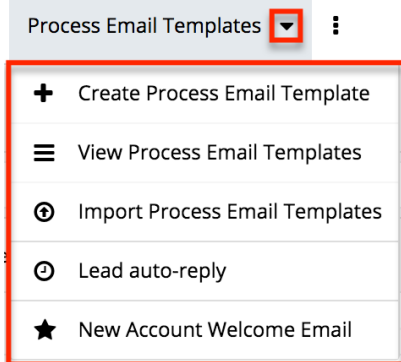 Process Email Templates
Create Process Email Template
View Process Email Templates
Import Process Email Templates
Lead auto-reply
New Account Welcome Email